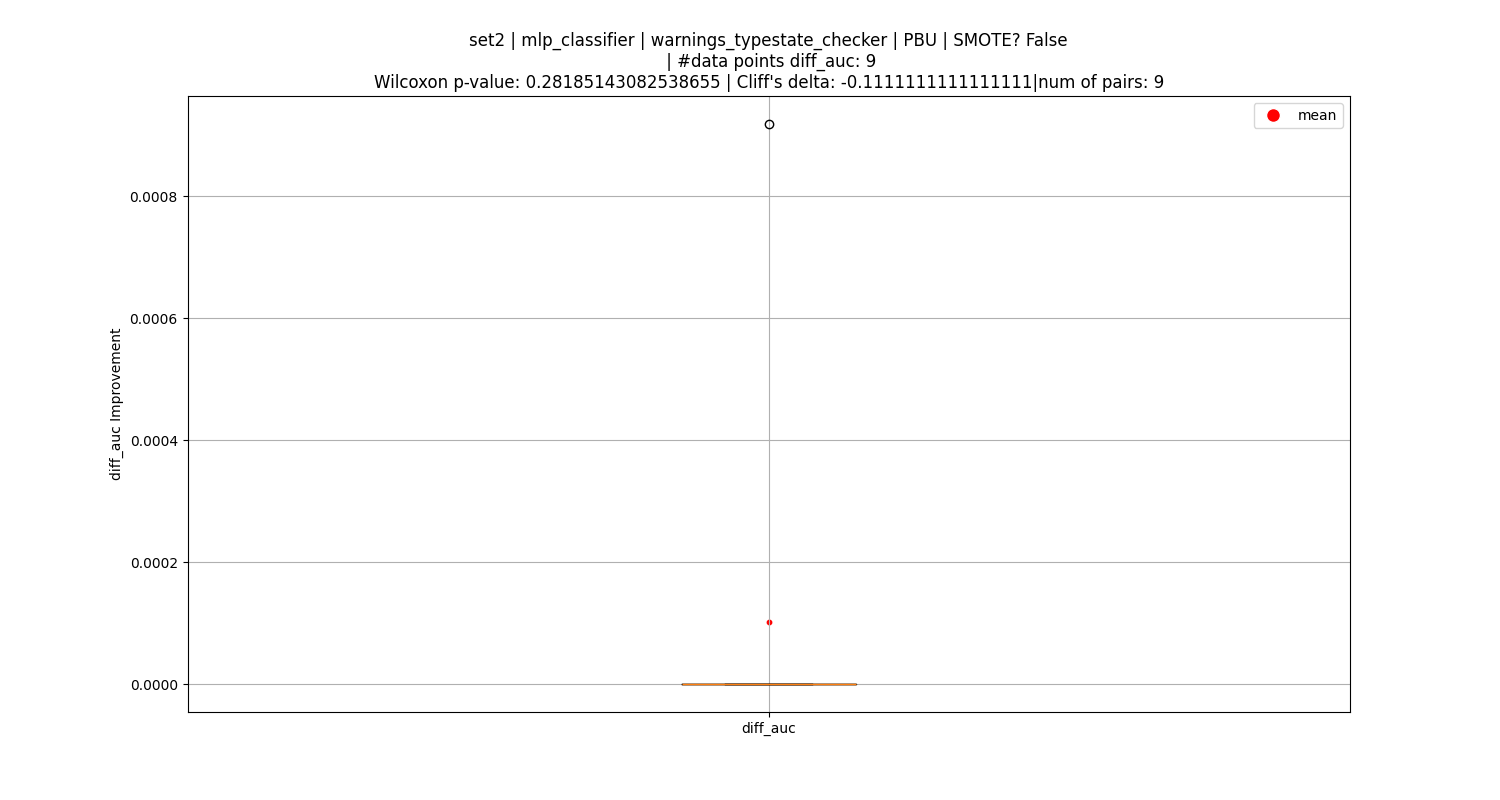 set2 | mlp_classifier | warnings_typestate_checker | PBU | SMOTE? False
| #data points diff_auc: 9
Wilcoxon p-value: 0.28185143082538655 | Cliff's delta: -0.1111111111111111|num of pairs: 9
mean
0.0008
0.0006
0.0004
0.0002
0.0000
diff_auc Improvement
diff_auc